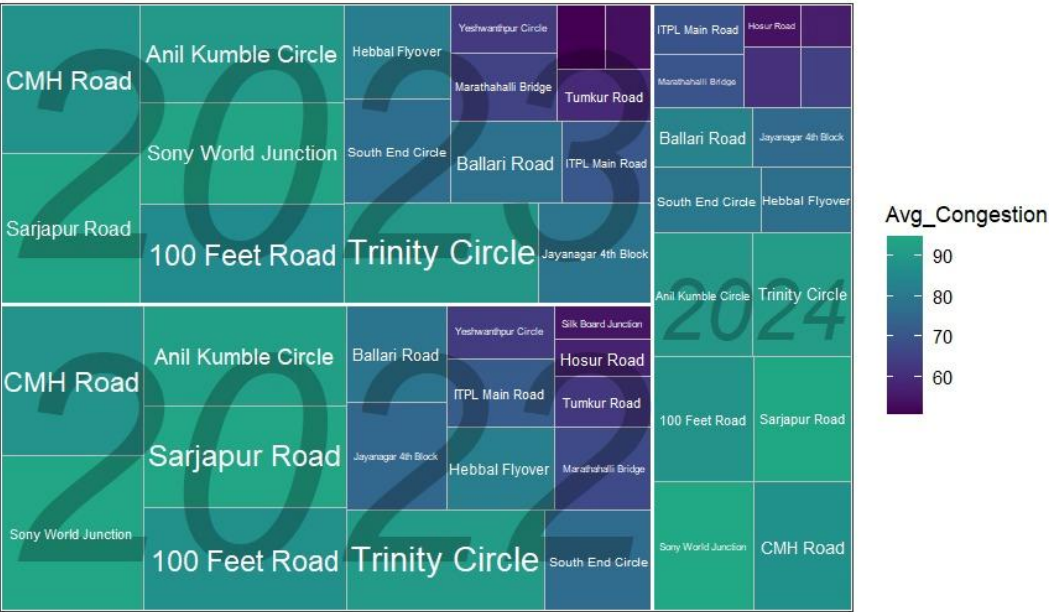 2023
CMH Road
Sarjapur Road
Anil Kumble Circle
Sony World Junction
100 Feet Road
Hebbal Flyover
South End Circle
Trinity Circle
Yeshwanthpur Circle
Marathahalli Bridge
Tumkur Road
Ballari Road
ITPL Main Road
Jayanagar 4th Block
2022
CMH Road
Sony World Junction
Anil Kumble Circle
Sarjapur Road
100 Feet Road
Ballari Road
Jayanagar 4th Block
Trinity Circle
Yeshwanthpur Circle
ITPL Main Road
Hebbal Flyover
Silk Board Junction
Hosur Road
Tumkur Road
Marathahalli Bridge
South End Circle
2024
ITPL Main Road
Hosur Road
Marathahalli Bridge
Ballari Road
Jayanagar 4th Block
South End Circle
Hebbal Flyover
Anil Kumble Circle
Trinity Circle
100 Feet Road
Sarjapur Road
Sony World Junction
CMH Road
Avg_Congestion
90
80
70
60